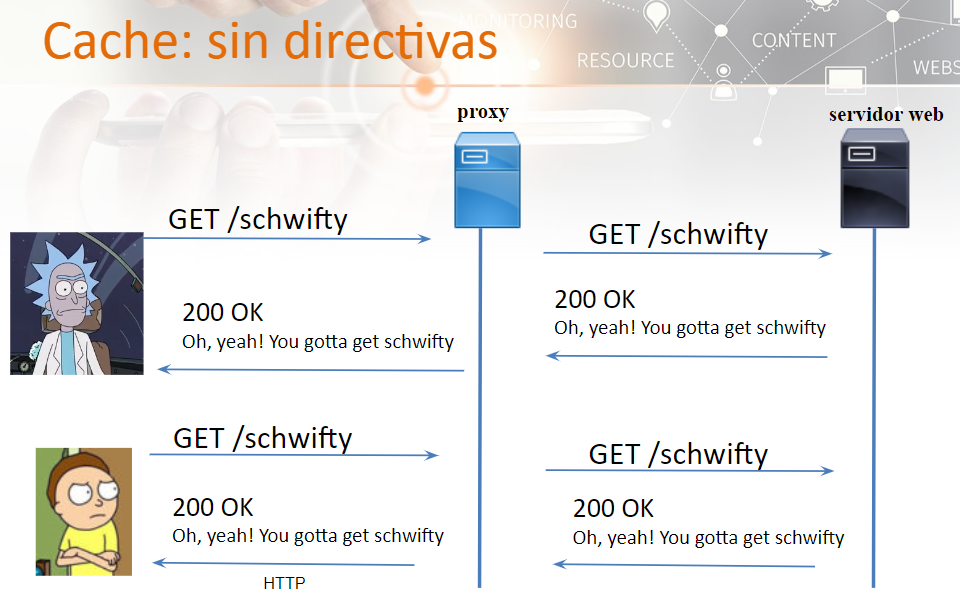 Cache: sin directivas
MONITORING
RESOURCE
CONTENT
WEBS
proxy
servidor web
GET /schwifty
GET /schwifty
200 OK
Oh, yeah! You gotta get schwifty
200 OK
Oh, yeah! You gotta get schwifty
GET /schwifty
GET /schwifty
200 OK
Oh, yeah! You gotta get schwifty
200 OK
Oh, yeah! You gotta get schwifty
HTTP